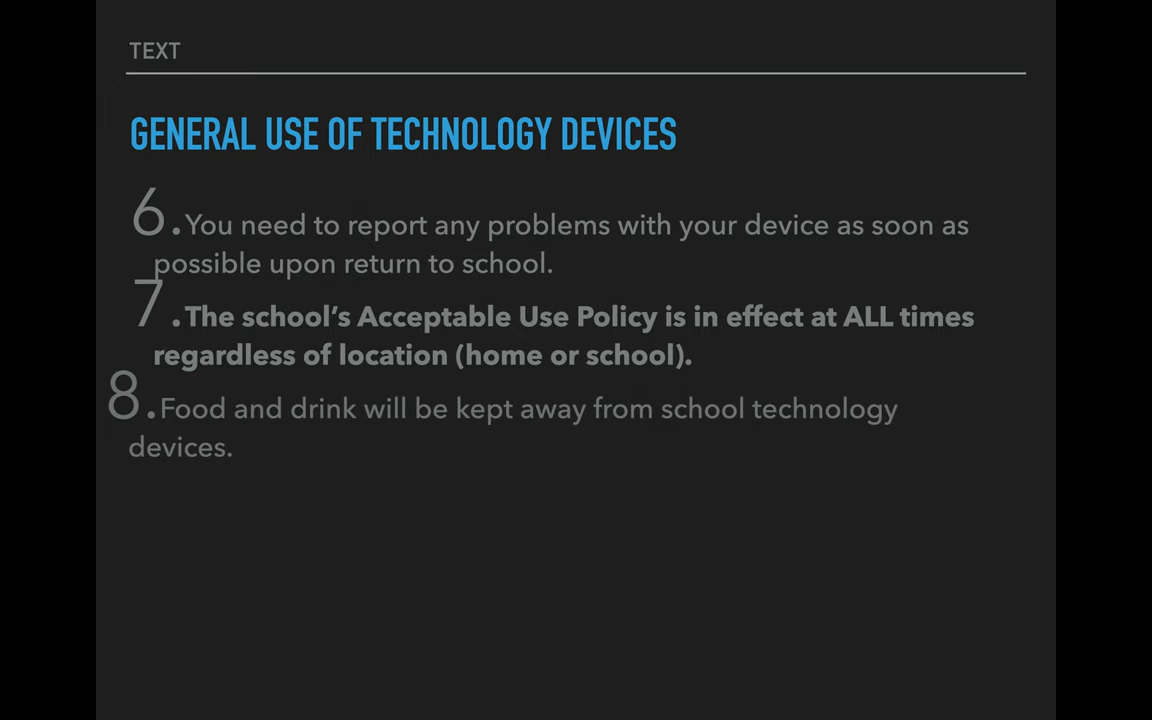 TEXT
GENERAL USE OF TECHNOLOGY DEVICES
6.You need to report any problems with your device as soon as
possible upon return to school.
7.The school’s Acceptable Use Policy is in effect at ALL times
regardless of location (home or school).
8.Food and drink will be kept away from school technology
devices.